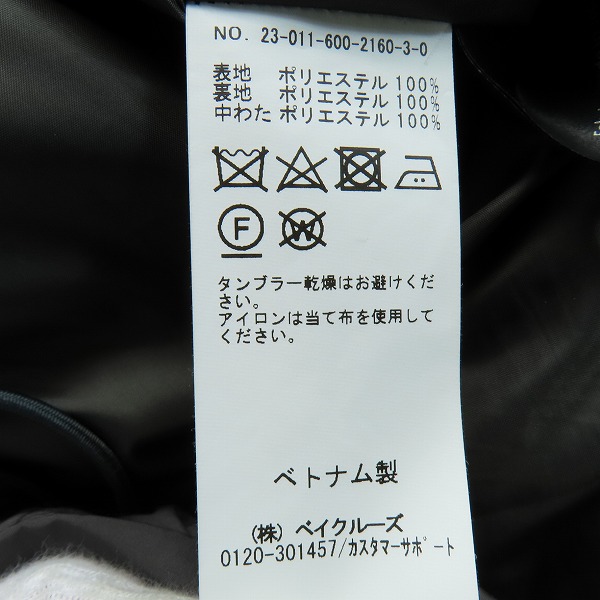 NO. 23-011-600-2160-3-0
表地 ポリエステル 100%
裏地 ポリエステル 100%
中わた ポリエステル 100%
F
W
タンブラー乾燥はお避けくだ
さい。
アイロンは当て布を使用して
ください。
ベトナム製
(株) ベイクルーズ
0120-301457/カスタマーサポート